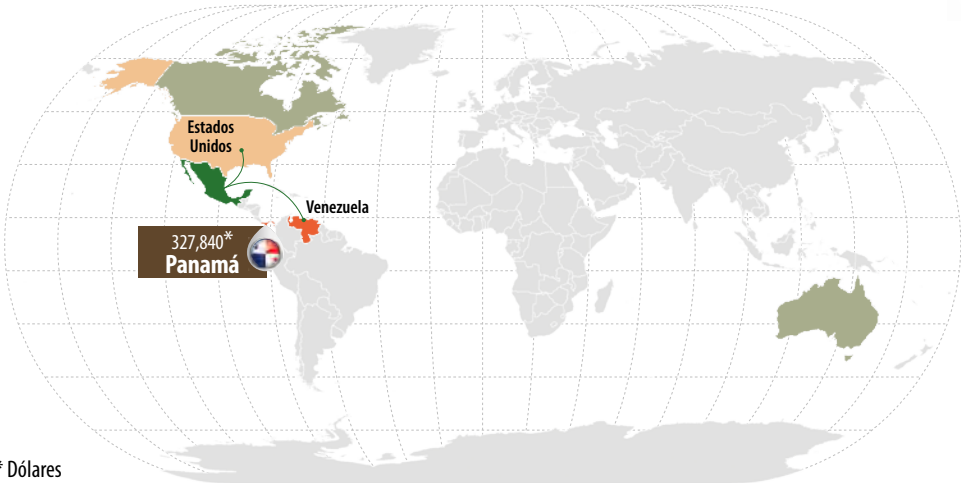 Estados
Unidos
Venezuela
327,840*
Panamá
* Dólares